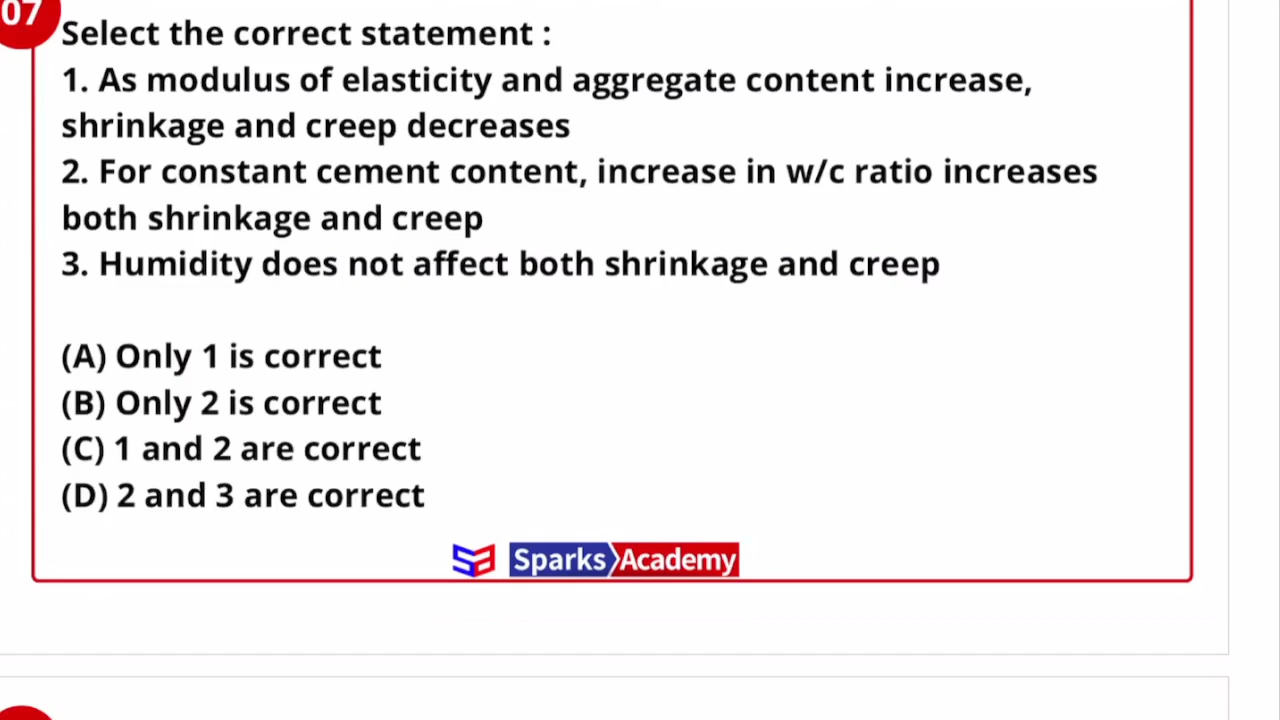 07
Select the correct statement :
1. As modulus of elasticity and aggregate content increase,
shrinkage and creep decreases
2. For constant cement content, increase in w/c ratio increases
both shrinkage and creep
3. Humidity does not affect both shrinkage and creep
(A) Only 1 is correct
(B) Only 2 is correct
(C) 1 and 2 are correct
(D) 2 and 3 are correct
Sparks Academy